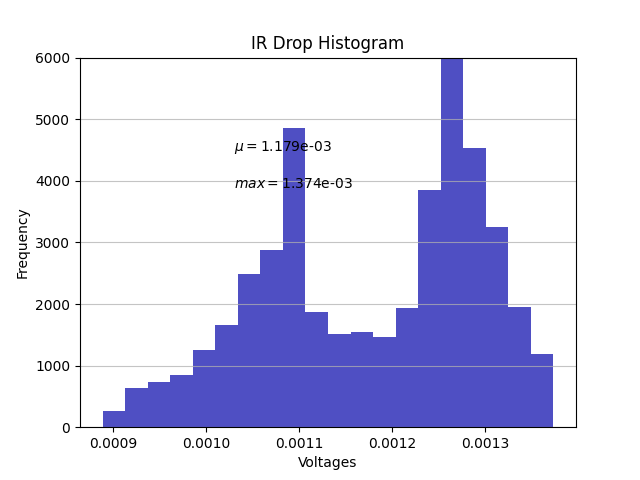 IR Drop Histogram
6000
5000
4000
3000
2000
1000
0
Frequency
μ = 1.179e-03
max = 1.374e-03
0.0009 0.0010 0.0011 0.0012 0.0013
Voltages